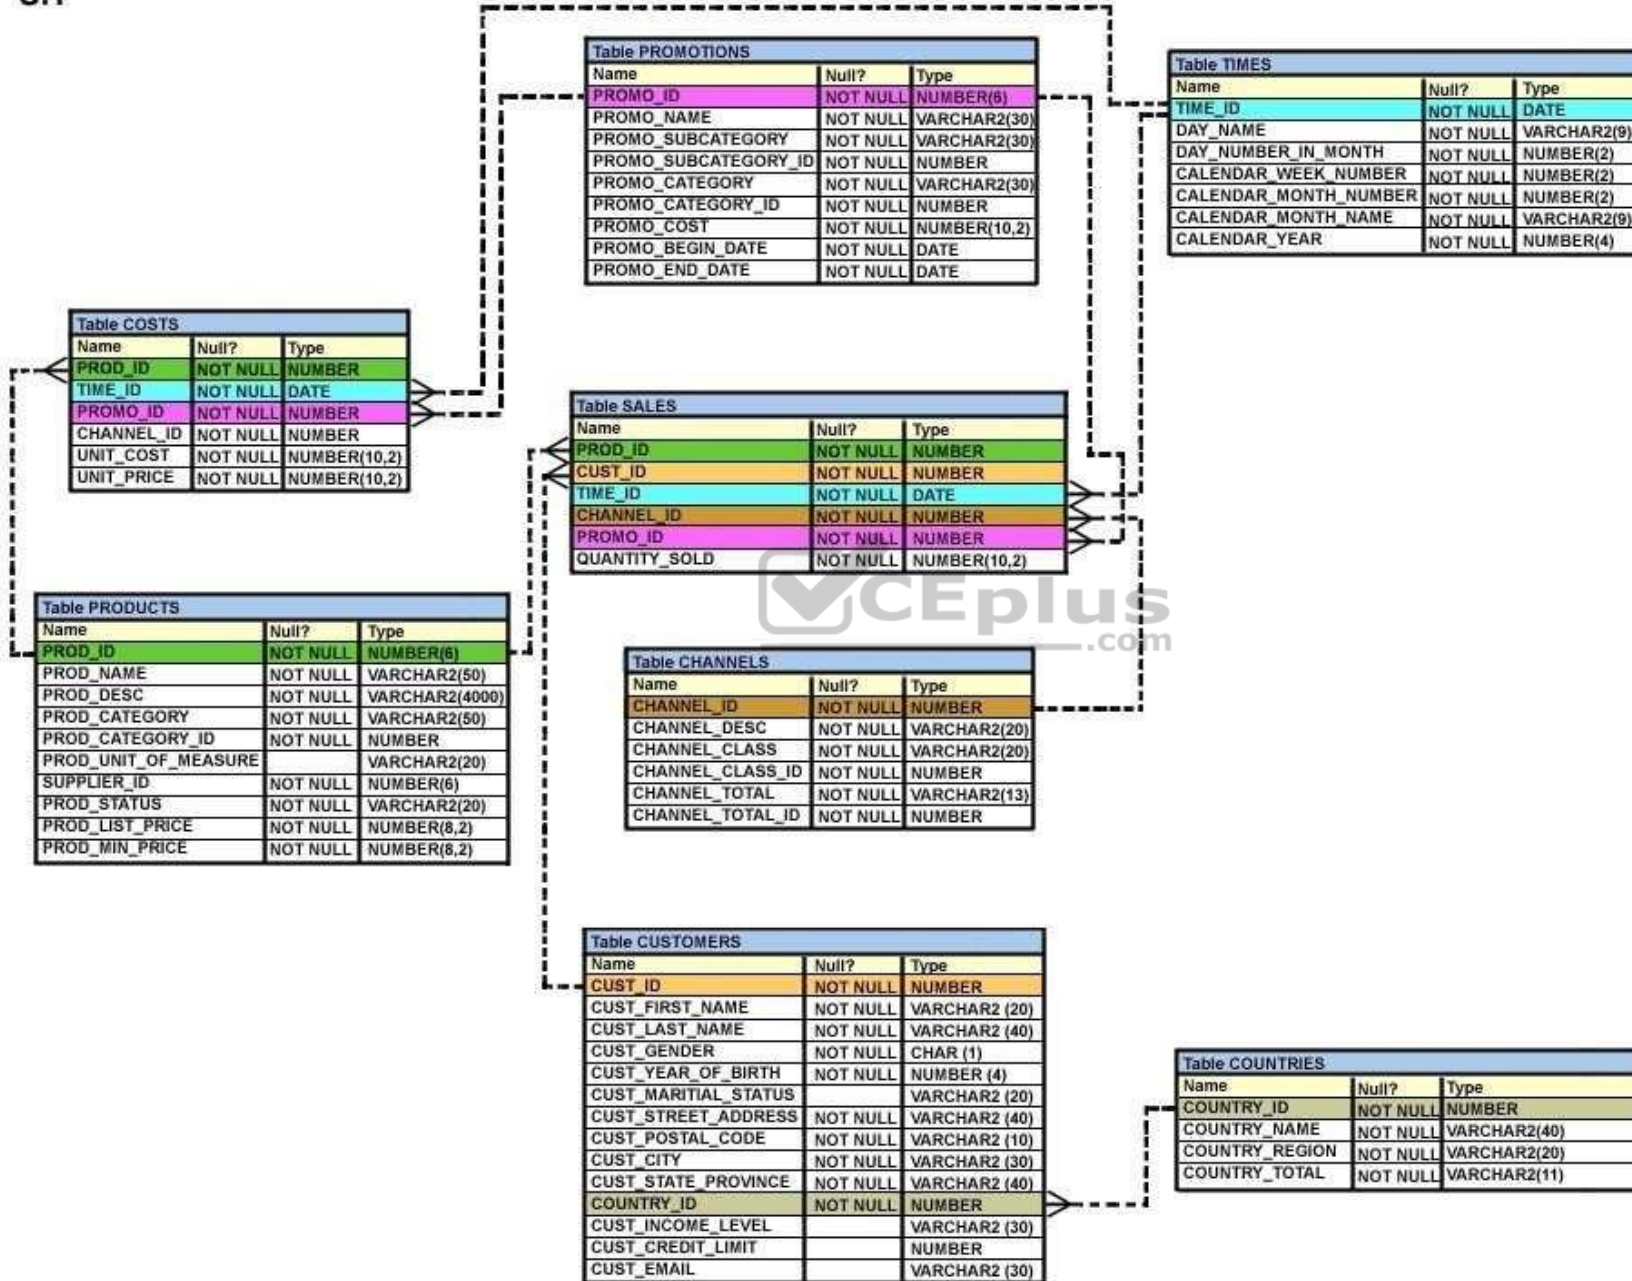 Table PROMOTIONS
Name Null? Type
PROMO_ID NOT NULL NUMBER(6)
PROMO_NAME NOT NULL VARCHAR2(30)
PROMO_SUBCATEGORY NOT NULL VARCHAR2(30)
PROMO_SUBCATEGORY_ID NOT NULL NUMBER
PROMO_CATEGORY NOT NULL VARCHAR2(30)
PROMO_CATEGORY_ID NOT NULL NUMBER
PROMO_COST NOT NULL NUMBER(10,2)
PROMO_BEGIN_DATE NOT NULL DATE
PROMO_END_DATE NOT NULL DATE
Table TIMES
Name Null? Type
TIME_ID NOT NULL DATE
DAY_NAME NOT NULL VARCHAR2(9)
DAY_NUMBER_IN_MONTH NOT NULL NUMBER(2)
CALENDAR_WEEK_NUMBER NOT NULL NUMBER(2)
CALENDAR_MONTH_NUMBER NOT NULL NUMBER(2)
CALENDAR_MONTH_NAME NOT NULL VARCHAR2(9)
CALENDAR_YEAR NOT NULL NUMBER(4)
Table COSTS
Name Null? Type
PROD_ID NOT NULL NUMBER
TIME_ID NOT NULL DATE
PROMO_ID NOT NULL NUMBER
CHANNEL_ID NOT NULL NUMBER
UNIT_COST NOT NULL NUMBER(10,2)
UNIT_PRICE NOT NULL NUMBER(10,2)
Table SALES
Name Null? Type
PROD_ID NOT NULL NUMBER
CUST_ID NOT NULL NUMBER
TIME_ID NOT NULL DATE
CHANNEL_ID NOT NULL NUMBER
PROMO_ID NOT NULL NUMBER
QUANTITY_SOLD NOT NULL NUMBER(10,2)
CEplus
.com
Table PRODUCTS
Name Null? Type
PROD_ID NOT NULL NUMBER(6)
PROD_NAME NOT NULL VARCHAR2(50)
PROD_DESC NOT NULL VARCHAR2(4000)
PROD_CATEGORY NOT NULL VARCHAR2(50)
PROD_CATEGORY_ID NOT NULL NUMBER
PROD_UNIT_OF_MEASURE VARCHAR2(20)
SUPPLIER_ID NOT NULL NUMBER(6)
PROD_STATUS NOT NULL VARCHAR2(20)
PROD_LIST_PRICE NOT NULL NUMBER(8,2)
PROD_MIN_PRICE NOT NULL NUMBER(8,2)
Table CHANNELS
Name Null? Type
CHANNEL_ID NOT NULL NUMBER
CHANNEL_DESC NOT NULL VARCHAR2(20)
CHANNEL_CLASS NOT NULL VARCHAR2(20)
CHANNEL_CLASS_ID NOT NULL NUMBER
CHANNEL_TOTAL NOT NULL VARCHAR2(13)
CHANNEL_TOTAL_ID NOT NULL NUMBER
Table CUSTOMERS
Name Null? Type
CUST_ID NOT NULL NUMBER
CUST_FIRST_NAME NOT NULL VARCHAR2 (20)
CUST_LAST_NAME NOT NULL VARCHAR2 (40)
CUST_GENDER NOT NULL CHAR (1)
CUST_YEAR_OF_BIRTH NOT NULL NUMBER (4)
CUST_MARITIAL_STATUS VARCHAR2 (20)
CUST_STREET_ADDRESS NOT NULL VARCHAR2 (40)
CUST_POSTAL_CODE NOT NULL VARCHAR2 (10)
CUST_CITY NOT NULL VARCHAR2 (30)
CUST_STATE_PROVINCE NOT NULL VARCHAR2 (40)
COUNTRY_ID NOT NULL NUMBER
CUST_INCOME_LEVEL VARCHAR2 (30)
CUST_CREDIT_LIMIT NUMBER
CUST_EMAIL VARCHAR2 (30)
Table COUNTRIES
Name Null? Type
COUNTRY_ID NOT NULL NUMBER
COUNTRY_NAME NOT NULL VARCHAR2(40)
COUNTRY_REGION NOT NULL VARCHAR2(20)
COUNTRY_TOTAL NOT NULL VARCHAR2(11)